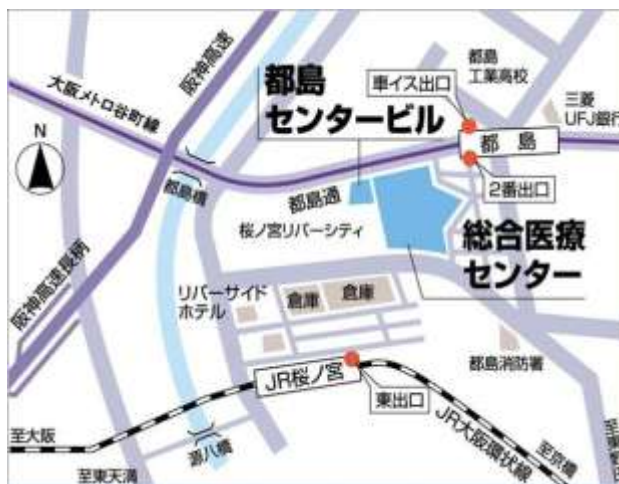 阪神高速
大阪メトロ谷町線
都島
センタービル
都島
工業高校
車イス出口
三菱
UFJ銀行
都島
2番出口
N
都島橋
都島通
桜ノ宮リバーシティ
総合医療
センター
阪神高速長柄
リバーサイド
ホテル
倉庫
倉庫
都島消防署
JR桜ノ宮
東出口
JR大阪環状線
至大阪
源八橋
至東天満
至京橋